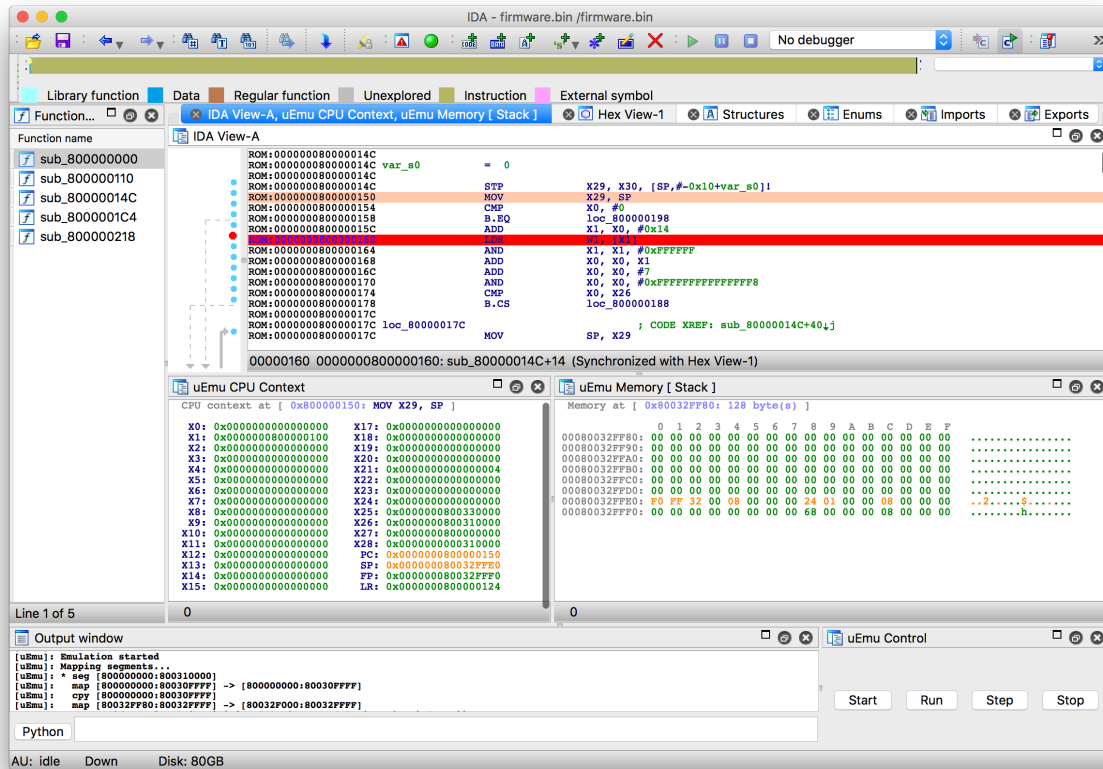 IDA - firmware.bin /firmware.bin
No debugger
Library function Data Regular function Unexplored Instruction External symbol
Function...
IDA View-A, uEmu CPU Context, uEmu Memory [ Stack ] Hex View-1 Structures Enums Imports Exports
Function name
sub_800000000
sub_800000110
sub_80000014C
sub_8000001C4
sub_800000218
Line 1 of 5
IDA View-A
ROM:000000080000014C
ROM:000000080000014C var_s0 = 0
ROM:000000080000014C
ROM:000000080000014C STP X29, X30, [SP,#-0x10+var_s0]!
ROM:0000000800000150 MOV X29, SP
ROM:0000000800000154 CMP X0, #0
ROM:0000000800000158 B.EQ loc_800000198
ROM:000000080000015C ADD X1, X0, #0x14
ROM:0000000800000160 LDR W1, [X1]
ROM:0000000800000164 AND X1, X1, #0xFFFFFF
ROM:0000000800000168 ADD X0, X0, X1
ROM:000000080000016C ADD X0, X0, #7
ROM:0000000800000170 AND X0, X0, #0xFFFFFFFFFFFFFFF8
ROM:0000000800000174 CMP X0, X26
ROM:0000000800000178 B.CS loc_800000188
ROM:000000080000017C
ROM:000000080000017C loc_80000017C ; CODE XREF: sub_80000014C+40↓j
ROM:000000080000017C MOV SP, X29
00000160 0000000800000160: sub_80000014C+14 (Synchronized with Hex View-1)
uEmu CPU Context
CPU context at [ 0x800000150: MOV X29, SP ]
X0: 0x0000000000000000 X17: 0x0000000000000000
X1: 0x0000000800000100 X18: 0x0000000000000000
X2: 0x0000000000000000 X19: 0x0000000000000000
X3: 0x0000000000000000 X20: 0x0000000000000000
X4: 0x0000000000000000 X21: 0x0000000000000004
X5: 0x0000000000000000 X22: 0x0000000000000000
X6: 0x0000000000000000 X23: 0x0000000000000000
X7: 0x0000000000000000 X24: 0x0000000000000000
X8: 0x0000000000000000 X25: 0x0000000800330000
X9: 0x0000000000000000 X26: 0x0000000800310000
X10: 0x0000000000000000 X27: 0x0000000800000000
X11: 0x0000000000000000 X28: 0x0000000000310000
X12: 0x0000000000000000 PC: 0x0000000800000150
X13: 0x0000000000000000 SP: 0x000000080032FFE0
X14: 0x0000000000000000 FP: 0x000000080032FFF0
X15: 0x0000000000000000 LR: 0x0000000800000124
0
uEmu Memory [ Stack ]
Memory at [ 0x80032FF80: 128 byte(s) ]
0 1 2 3 4 5 6 7 8 9 A B C D E F
00080032FF80: 00 00 00 00 00 00 00 00 00 00 00 00 00 00 00 00 ................
00080032FF90: 00 00 00 00 00 00 00 00 00 00 00 00 00 00 00 00 ................
00080032FFA0: 00 00 00 00 00 00 00 00 00 00 00 00 00 00 00 00 ................
00080032FFB0: 00 00 00 00 00 00 00 00 00 00 00 00 00 00 00 00 ................
00080032FFC0: 00 00 00 00 00 00 00 00 00 00 00 00 00 00 00 00 ................
00080032FFD0: 00 00 00 00 00 00 00 00 00 00 00 00 00 00 00 00 ................
00080032FFE0: F0 FF 32 00 08 00 00 00 24 01 00 00 08 00 00 00 ..2.....$.......
00080032FFF0: 00 00 00 00 00 00 00 00 68 00 00 00 08 00 00 00 ........h.......
0
Output window
[uEmu]: Emulation started
[uEmu]: Mapping segments...
[uEmu]: * seg [800000000:800310000]
[uEmu]: map [800000000:80030FFFF] -> [800000000:80030FFFF]
[uEmu]: cpy [800000000:80030FFFF]
[uEmu]: map [80032FF80:80032FFFF] -> [80032F000:80032FFFF]
Python
uEmu Control
Start Run Step Stop
AU: idle Down Disk: 80GB